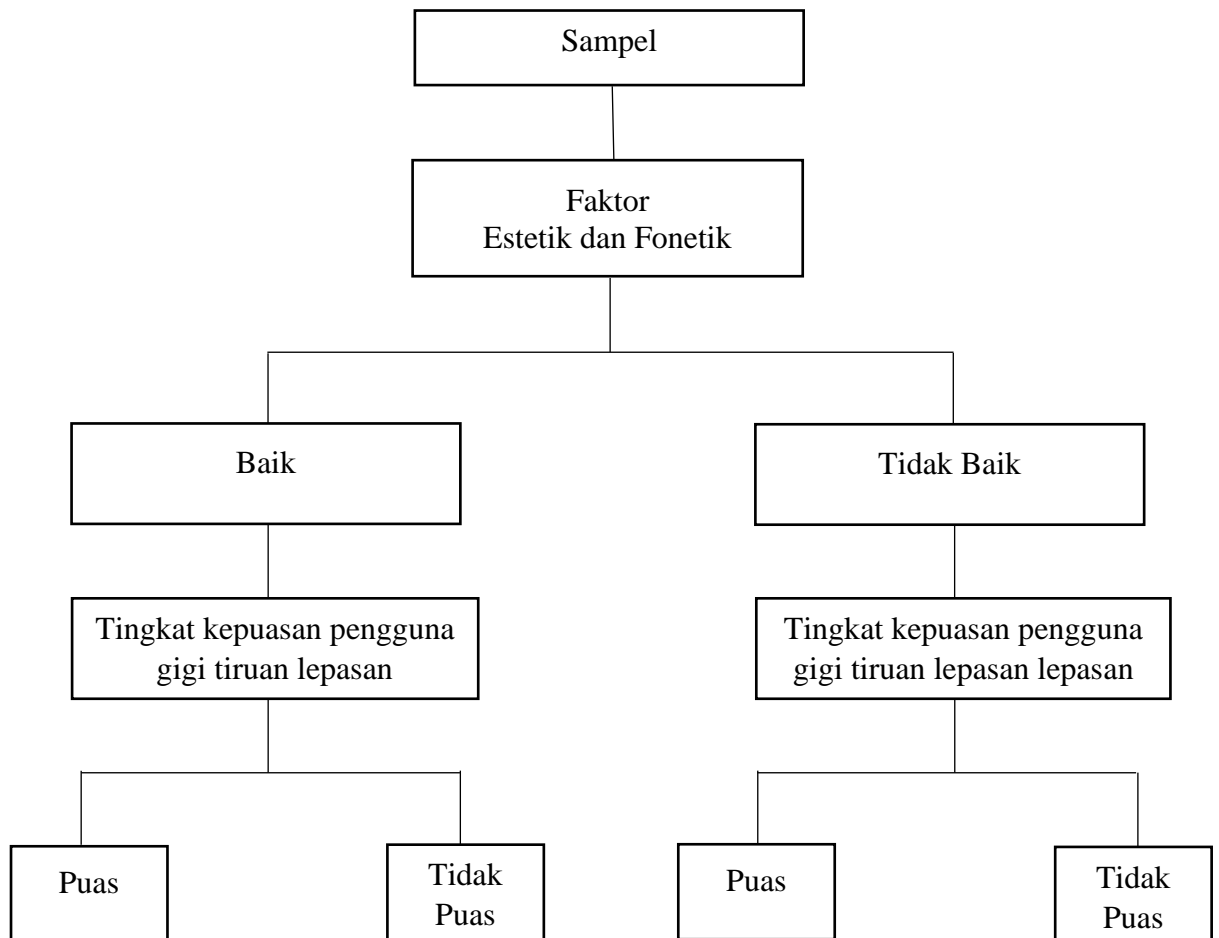 Sampel
Faktor
Estetik dan Fonetik
Baik
Tidak Baik
Tingkat kepuasan pengguna
gigi tiruan lepasan
Tingkat kepuasan pengguna
gigi tiruan lepasan lepasan
Puas
Tidak
Puas
Puas
Tidak
Puas